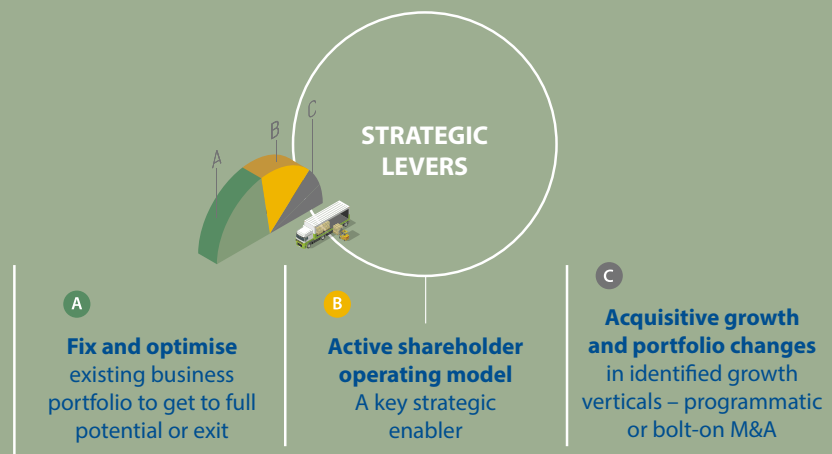 STRATEGIC
LEVERS
A
B
C
A
Fix and optimise
existing business
portfolio to get to full
potential or exit
B
Active shareholder
operating model
A key strategic
enabler
C
Acquisitive growth
and portfolio changes
in identified growth
verticals – programmatic
or bolt-on M&A